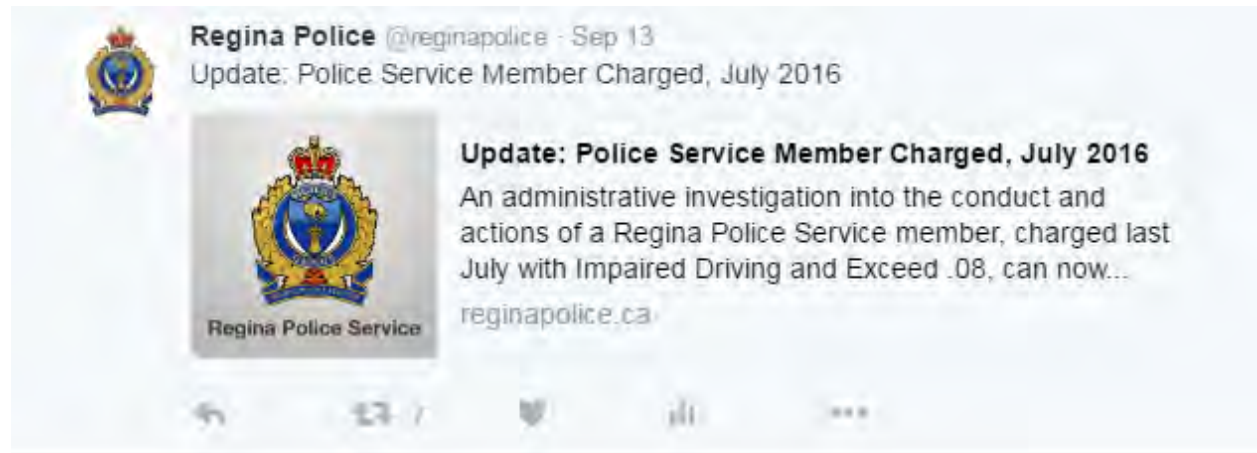 Regina Police @reginapolice · Sep 13
Update: Police Service Member Charged, July 2016
Update: Police Service Member Charged, July 2016
An administrative investigation into the conduct and
actions of a Regina Police Service member, charged last
July with Impaired Driving and Exceed .08, can now...
reginapolice.ca
Regina Police Service
7